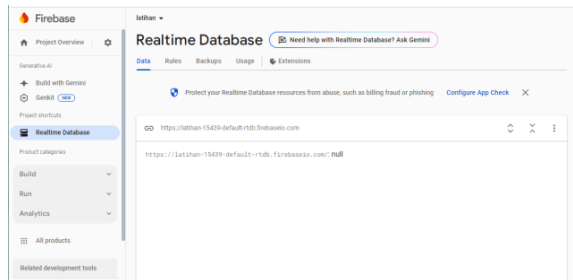 Firebase
Project Overview
Generative AI
Build with Gemini
Genkit NEW
Project shortcuts
Realtime Database
Product categories
Build
Run
Analytics
All products
Related development tools
latihan
Realtime Database
Need help with Realtime Database? Ask Gemini
Data Rules Backups Usage Extensions
Protect your Realtime Database resources from abuse, such as billing fraud or phishing Configure App Check
https://latihan-15439-default-rtdb.firebaseio.com
https://latihan-15439-default-rtdb.firebaseio.com/: null